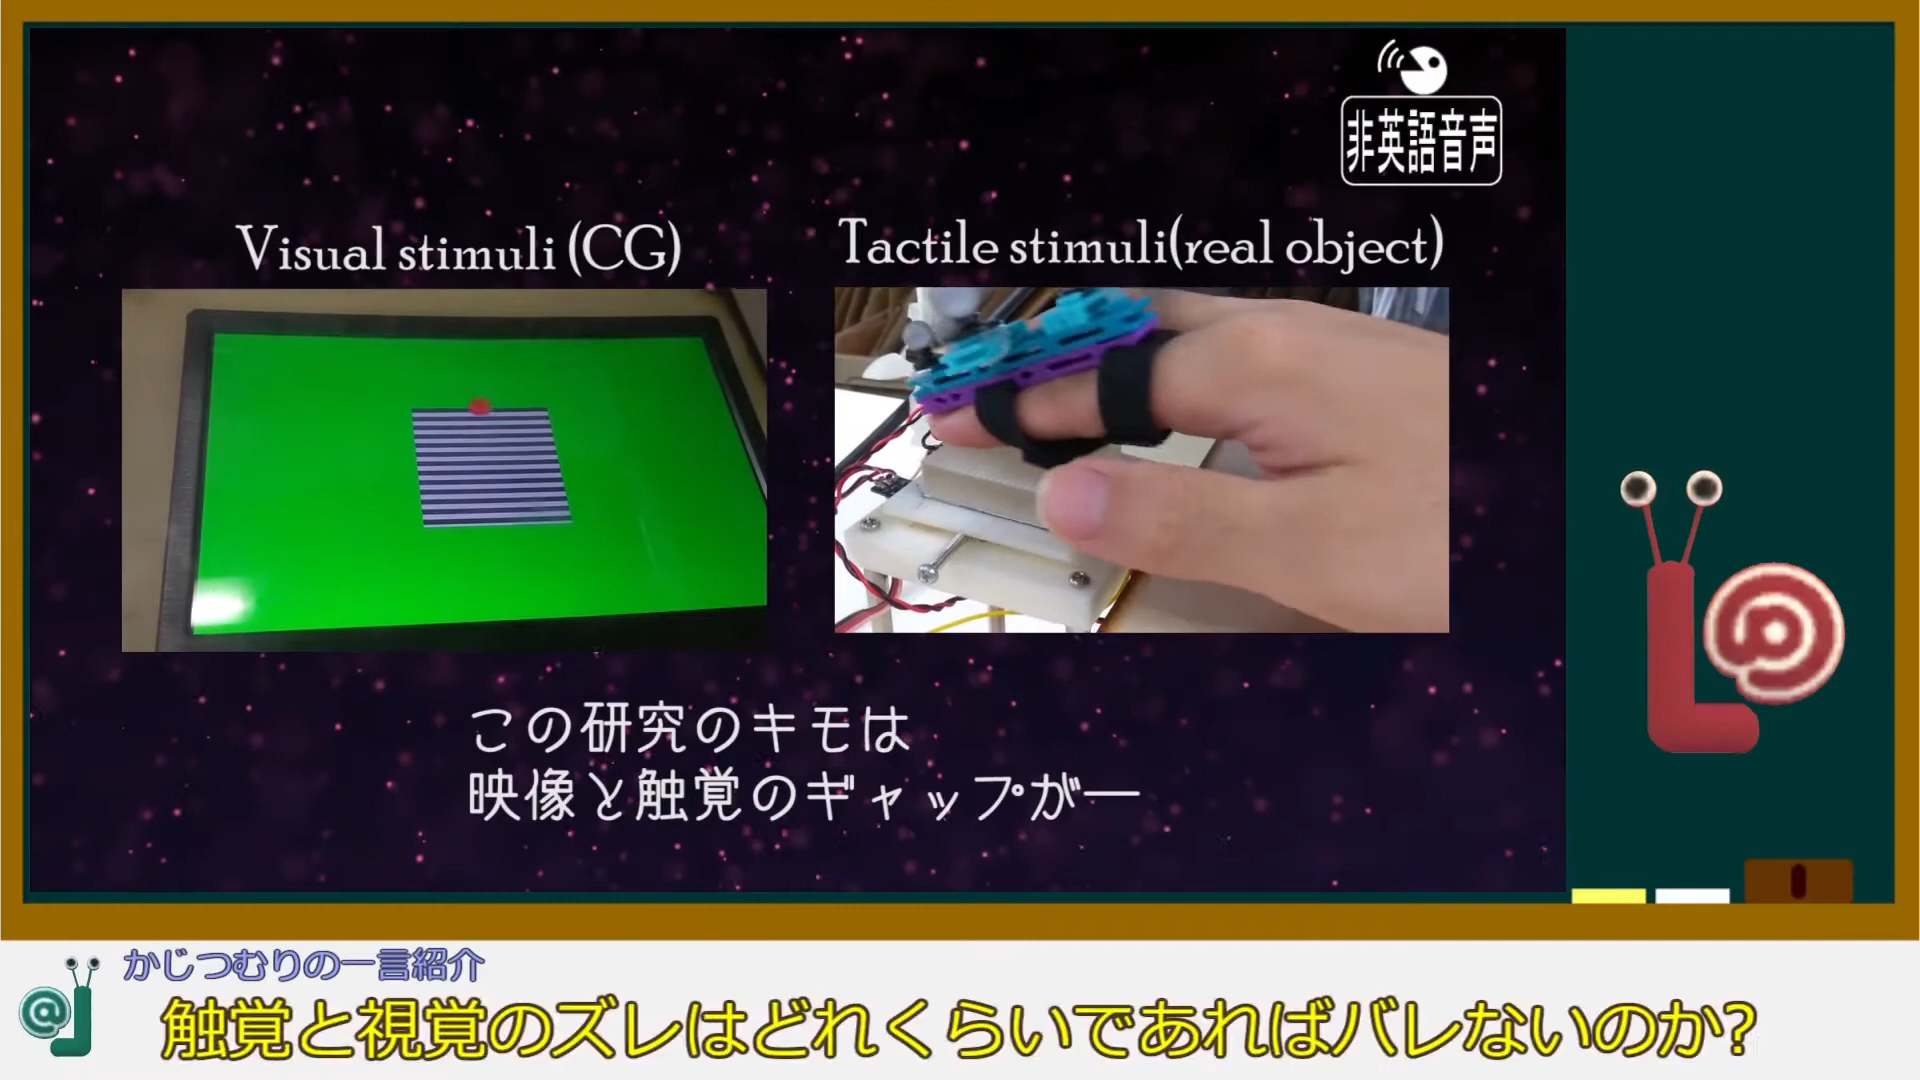 非英語音声
Visual stimuli (CG)
Tactile stimuli(real object)
この研究のキモは
映像と触覚のギャップが―
かじつむりの一言紹介
触覚と視覚のズレはどれくらいであればバレないのか?